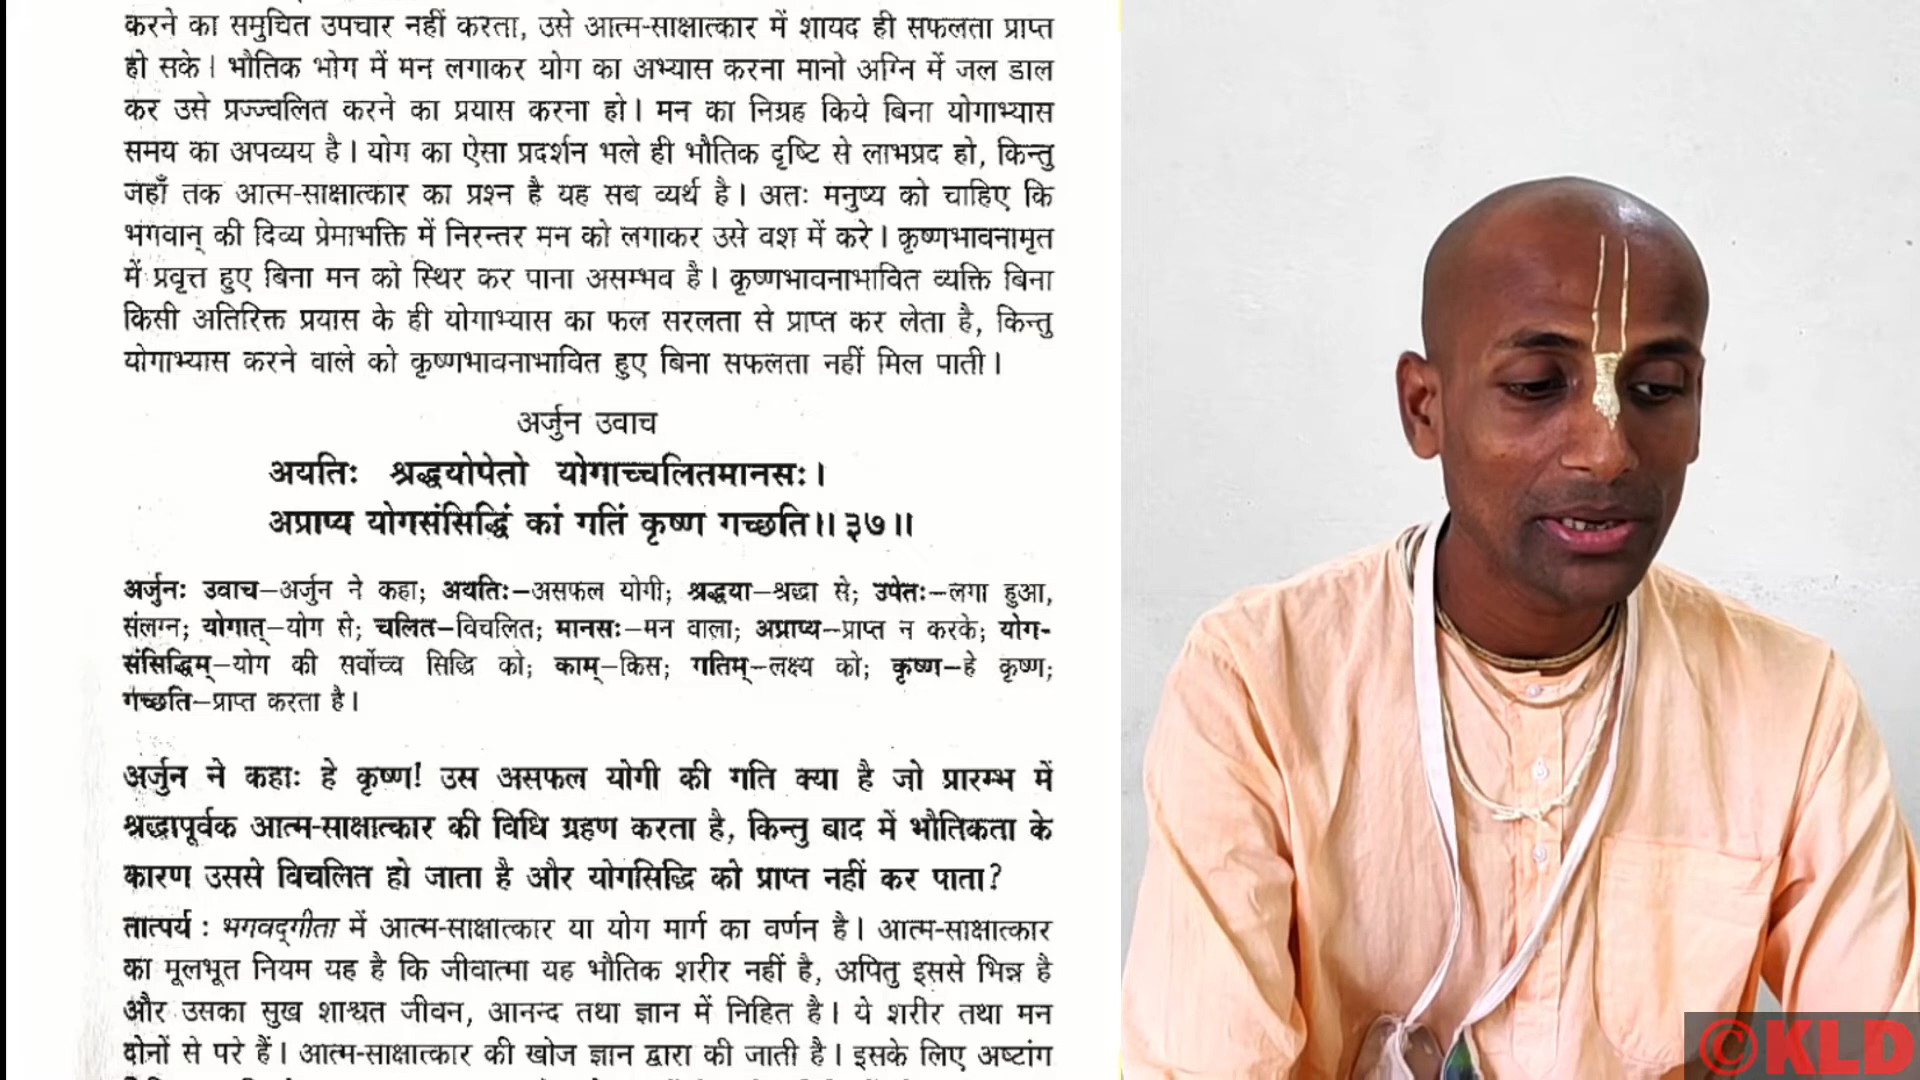 करने का समुचित उपचार नहीं करता, उसे आत्म-साक्षात्कार में शायद ही सफलता प्राप्त
हो सके। भौतिक भोग में मन लगाकर योग का अभ्यास करना मानो अग्नि में जल डाल
कर उसे प्रज्ज्वलित करने का प्रयास करना हो। मन का निग्रह किये बिना योगाभ्यास
समय का अपव्यय है। योग का ऐसा प्रदर्शन भले ही भौतिक दृष्टि से लाभप्रद हो, किन्तु
जहाँ तक आत्म-साक्षात्कार का प्रश्न है यह सब व्यर्थ है। अतः मनुष्य को चाहिए कि
भगवान् की दिव्य प्रेमाभक्ति में निरन्तर मन को लगाकर उसे वश में करे। कृष्णभावनामृत
में प्रवृत्त हुए बिना मन को स्थिर कर पाना असम्भव है। कृष्णभावनाभावित व्यक्ति बिना
किसी अतिरिक्त प्रयास के ही योगाभ्यास का फल सरलता से प्राप्त कर लेता है, किन्तु
योगाभ्यास करने वाले को कृष्णभावनाभावित हुए बिना सफलता नहीं मिल पाती।
अर्जुन उवाच
अयतिः श्रद्धयोपेतो योगाच्चलितमानसः।
अप्राप्य योगसंसिद्धिं कां गतिं कृष्ण गच्छति॥३७॥
अर्जुनः उवाच–अर्जुन ने कहा; अयतिः–असफल योगी; श्रद्धया–श्रद्धा से; उपेतः–लगा हुआ,
संलग्न; योगात्–योग से; चलित–विचलित; मानसः–मन वाला; अप्राप्य–प्राप्त न करके; योग-
संसिद्धिम्–योग की सर्वोच्च सिद्धि को; काम्–किस; गतिम्–लक्ष्य को; कृष्ण–हे कृष्ण;
गच्छति–प्राप्त करता है।
अर्जुन ने कहाः हे कृष्ण! उस असफल योगी की गति क्या है जो प्रारम्भ में
श्रद्धापूर्वक आत्म-साक्षात्कार की विधि ग्रहण करता है, किन्तु बाद में भौतिकता के
कारण उससे विचलित हो जाता है और योगसिद्धि को प्राप्त नहीं कर पाता?
तात्पर्य : भगवद्गीता में आत्म-साक्षात्कार या योग मार्ग का वर्णन है। आत्म-साक्षात्कार
का मूलभूत नियम यह है कि जीवात्मा यह भौतिक शरीर नहीं है, अपितु इससे भिन्न है
और उसका सुख शाश्वत जीवन, आनन्द तथा ज्ञान में निहित है। ये शरीर तथा मन
दोनों से परे हैं। आत्म-साक्षात्कार की खोज ज्ञान द्वारा की जाती है। इसके लिए अष्टांग
©KLD